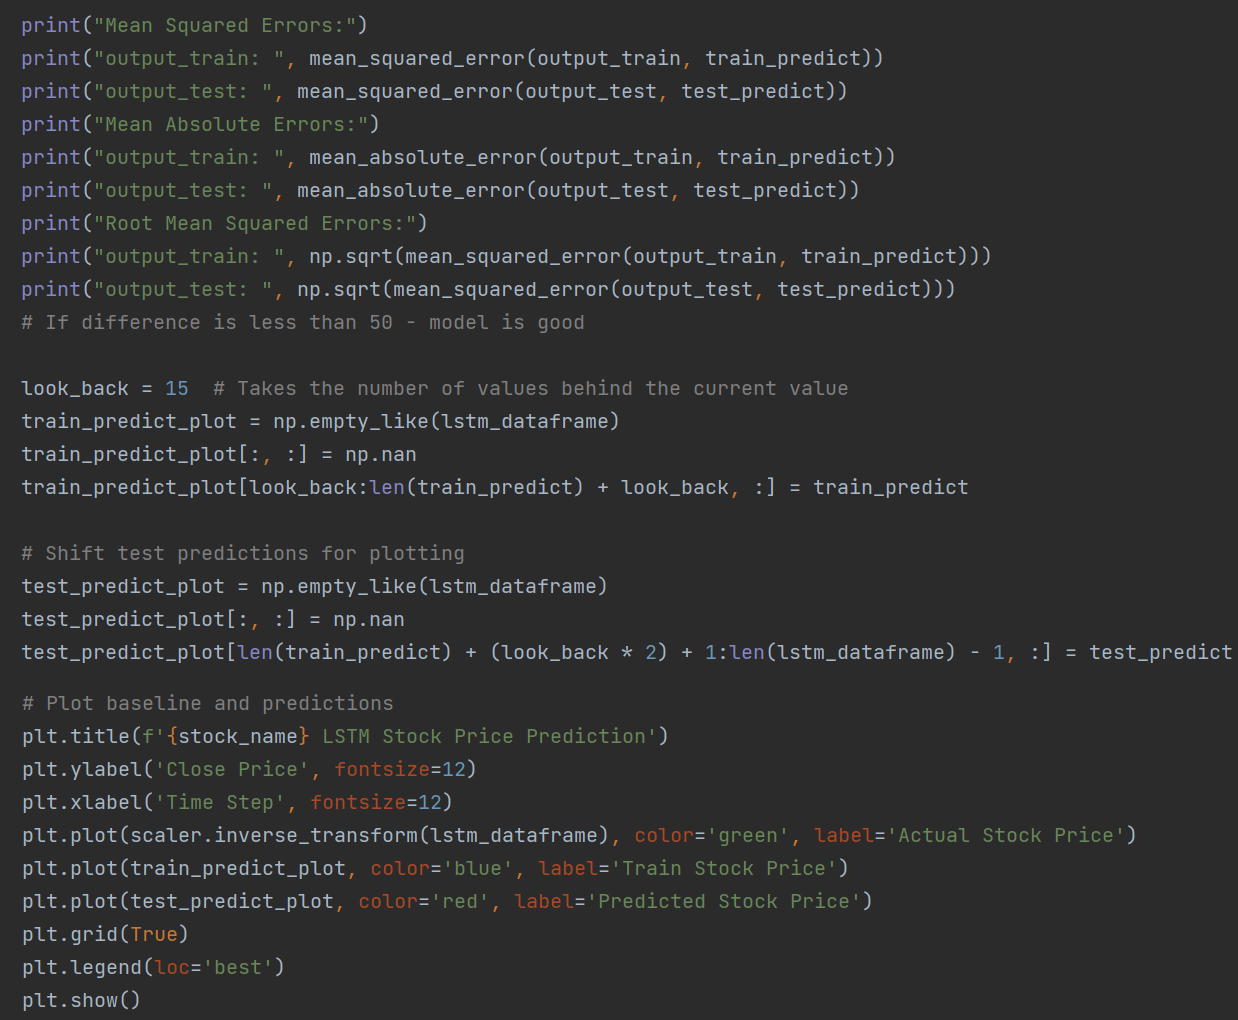 print("Mean Squared Errors:")
print("output_train: ", mean_squared_error(output_train, train_predict))
print("output_test: ", mean_squared_error(output_test, test_predict))
print("Mean Absolute Errors:")
print("output_train: ", mean_absolute_error(output_train, train_predict))
print("output_test: ", mean_absolute_error(output_test, test_predict))
print("Root Mean Squared Errors:")
print("output_train: ", np.sqrt(mean_squared_error(output_train, train_predict)))
print("output_test: ", np.sqrt(mean_squared_error(output_test, test_predict)))
# If difference is less than 50 - model is good
look_back = 15  # Takes the number of values behind the current value
train_predict_plot = np.empty_like(lstm_dataframe)
train_predict_plot[:, :] = np.nan
train_predict_plot[look_back:len(train_predict) + look_back, :] = train_predict
# Shift test predictions for plotting
test_predict_plot = np.empty_like(lstm_dataframe)
test_predict_plot[:, :] = np.nan
test_predict_plot[len(train_predict) + (look_back * 2) + 1:len(lstm_dataframe) - 1, :] = test_predict
# Plot baseline and predictions
plt.title(f'{stock_name} LSTM Stock Price Prediction')
plt.ylabel('Close Price', fontsize=12)
plt.xlabel('Time Step', fontsize=12)
plt.plot(scaler.inverse_transform(lstm_dataframe), color='green', label='Actual Stock Price')
plt.plot(train_predict_plot, color='blue', label='Train Stock Price')
plt.plot(test_predict_plot, color='red', label='Predicted Stock Price')
plt.grid(True)
plt.legend(loc='best')
plt.show()